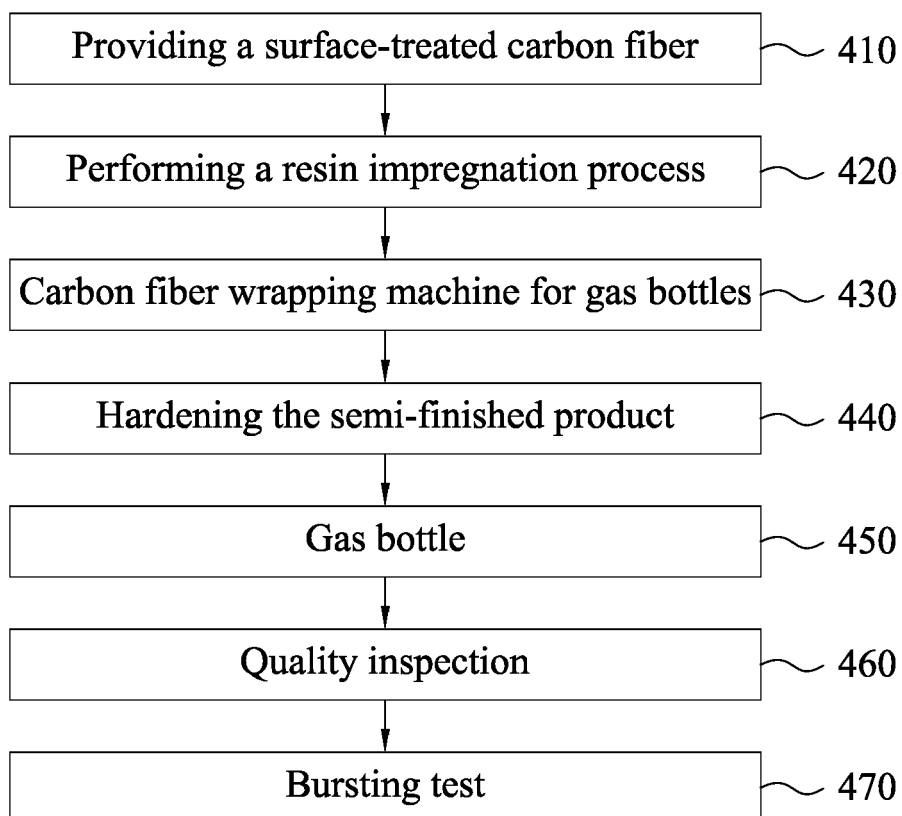 Providing a surface-treated carbon fiber 410
Performing a resin impregnation process 420
Carbon fiber wrapping machine for gas bottles 430
Hardening the semi-finished product 440
Gas bottle 450
Quality inspection 460
Bursting test 470